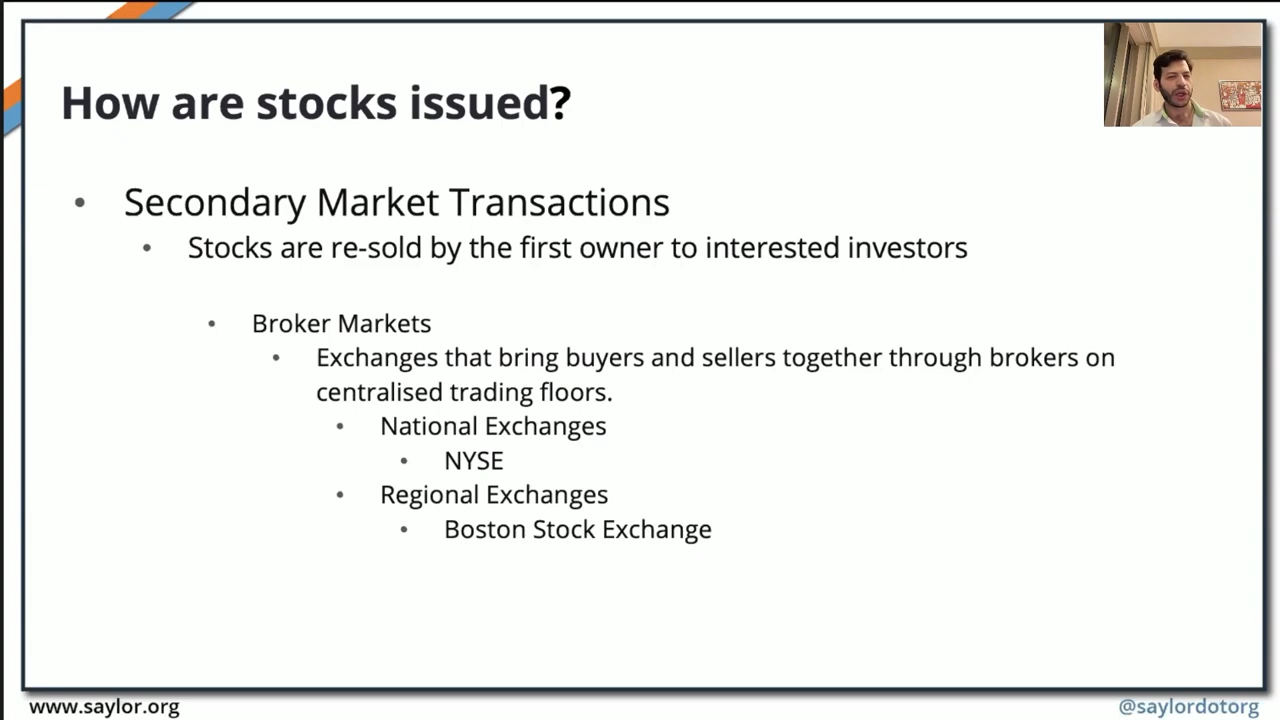 How are stocks issued?
• Secondary Market Transactions
• Stocks are re-sold by the first owner to interested investors
• Broker Markets
• Exchanges that bring buyers and sellers together through brokers on
centralised trading floors.
• National Exchanges
• NYSE
• Regional Exchanges
• Boston Stock Exchange
www.saylor.org
@saylordotorg